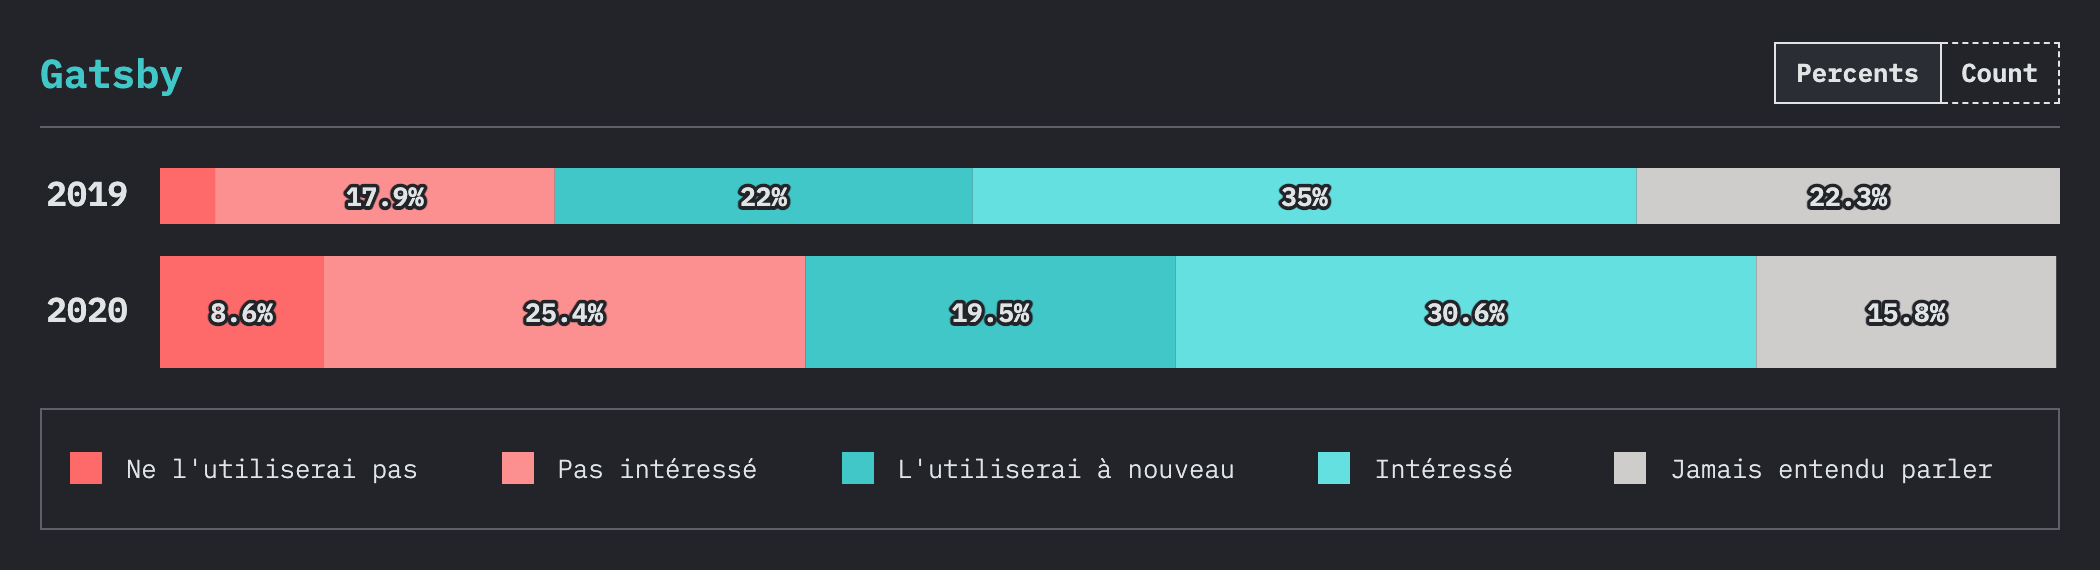 Gatsby
Percents Count
2019 17.9% 22% 35% 22.3%
2020 8.6% 25.4% 19.5% 30.6% 15.8%
Ne l'utiliserai pas Pas intéressé L'utiliserai à nouveau Intéressé Jamais entendu parler